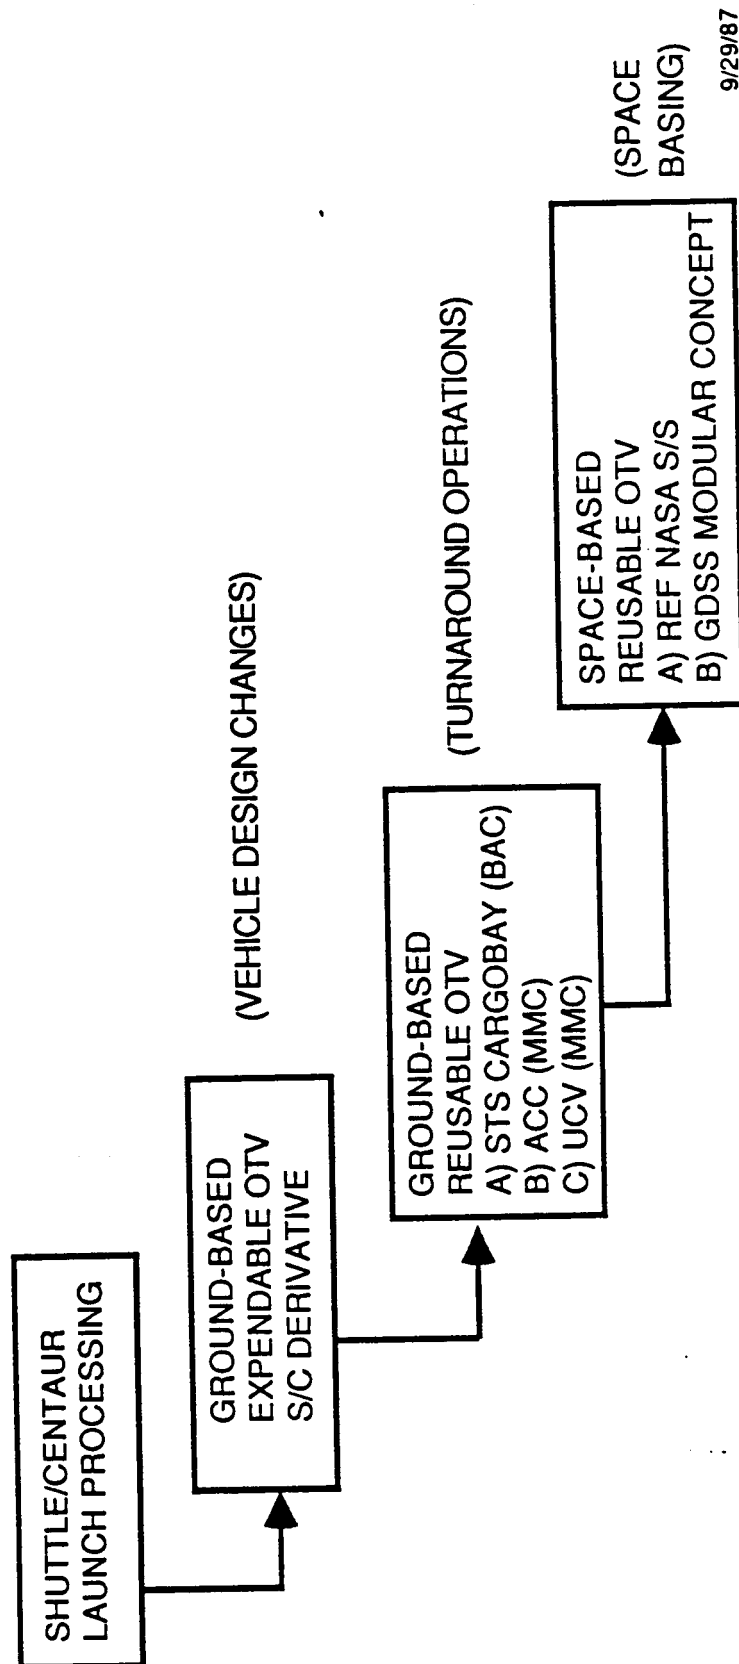 SHUTTLE/CENTAUR
LAUNCH PROCESSING
GROUND-BASED
EXPENDABLE OTV
S/C DERIVATIVE
(VEHICLE DESIGN CHANGES)
GROUND-BASED
REUSABLE OTV
A) STS CARGOBAY (BAC)
B) ACC (MMC)
C) UCV (MMC)
(TURNAROUND OPERATIONS)
SPACE-BASED
REUSABLE OTV
A) REF NASA S/S
B) GDSS MODULAR CONCEPT
(SPACE
BASING)
9/29/87